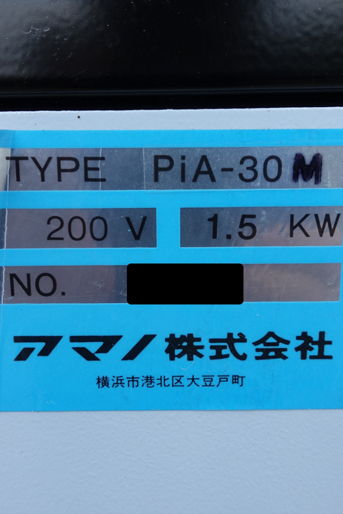 TYPE PiA-30M
200 V 1.5 KW
NO.
アマノ株式会社
横浜市港北区大豆戸町